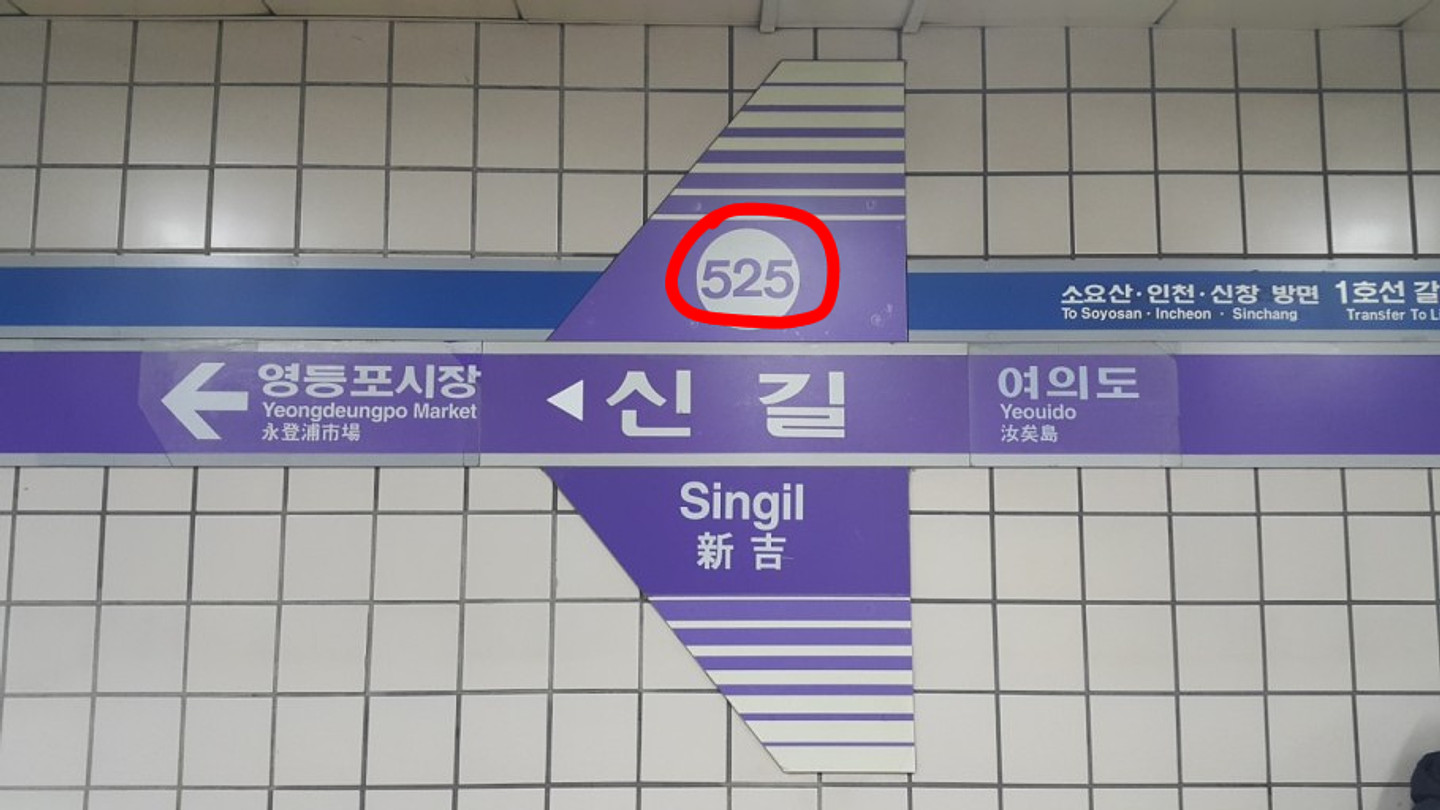 525
소요산·인천·신창 방면 1호선 갈
To Soyosan · Incheon · Sinchang Transfer To
영등포시장
Yeongdeungpo Market
永登浦市場
신 길
여의도
Yeouido
汝矣島
Singil
新 吉